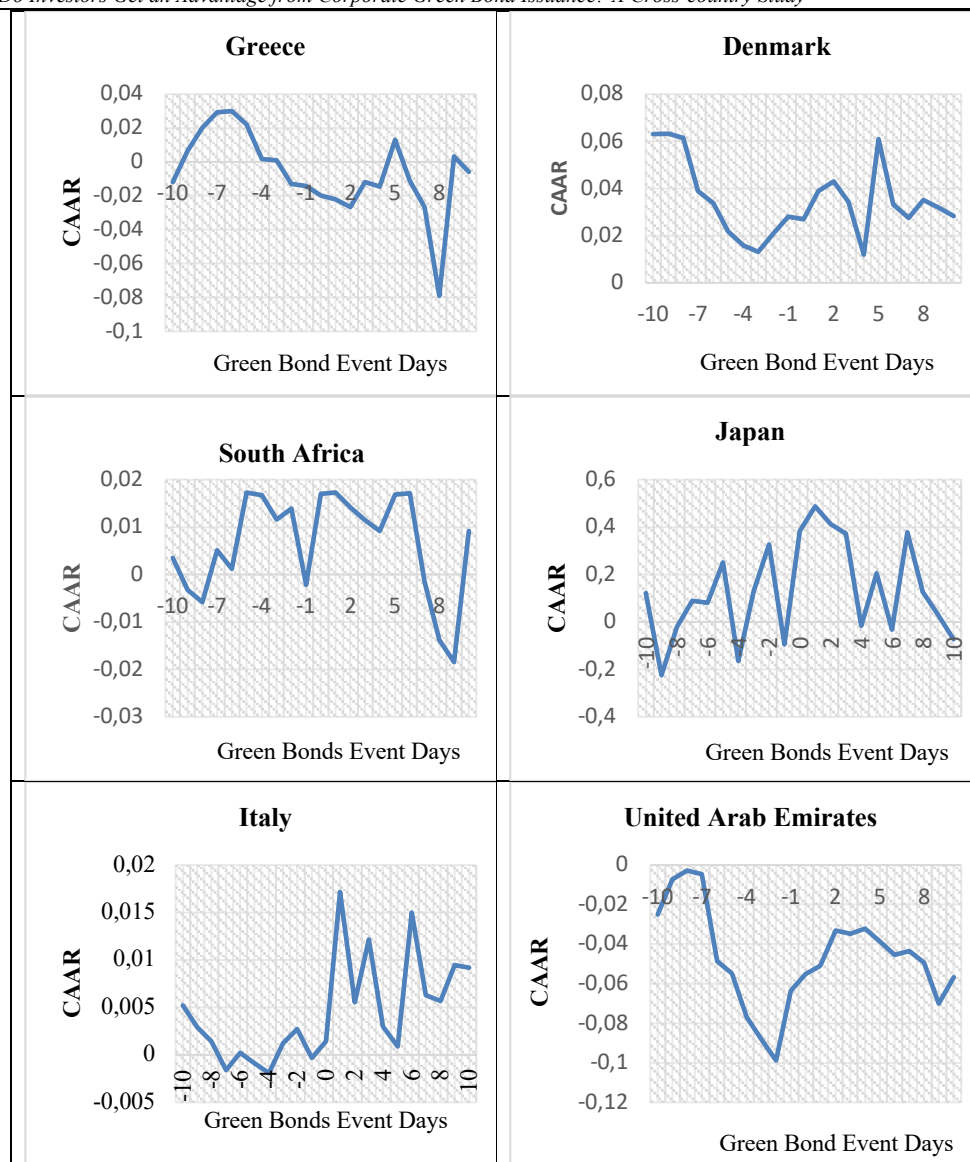 Do Investors Get an Advantage from Corporate Green Bond Issuance? A Cross-country Study
Greece
0,04
0,02
0
-0,02
-0,04
-0,06
-0,08
-0,1
-10 -7 -4 -1 2 5 8
CAAR
Green Bond Event Days
Denmark
0,08
0,06
0,04
0,02
0
-10 -7 -4 -1 2 5 8
CAAR
Green Bond Event Days
South Africa
0,02
0,01
0
-0,01
-0,02
-0,03
-10 -7 -4 -1 2 5 8
CAAR
Green Bonds Event Days
Japan
0,6
0,4
0,2
0
-0,2
-0,4
-10 -8 -6 -4 -2 0 2 4 6 8 10
CAAR
Green Bonds Event Days
Italy
0,02
0,015
0,01
0,005
0
-0,005
-10 -8 -6 -4 -2 0 2 4 6 8 10
CAAR
Green Bonds Event Days
United Arab Emirates
0
-0,02
-0,04
-0,06
-0,08
-0,1
-0,12
-10 -7 -4 -1 2 5 8
CAAR
Green Bond Event Days